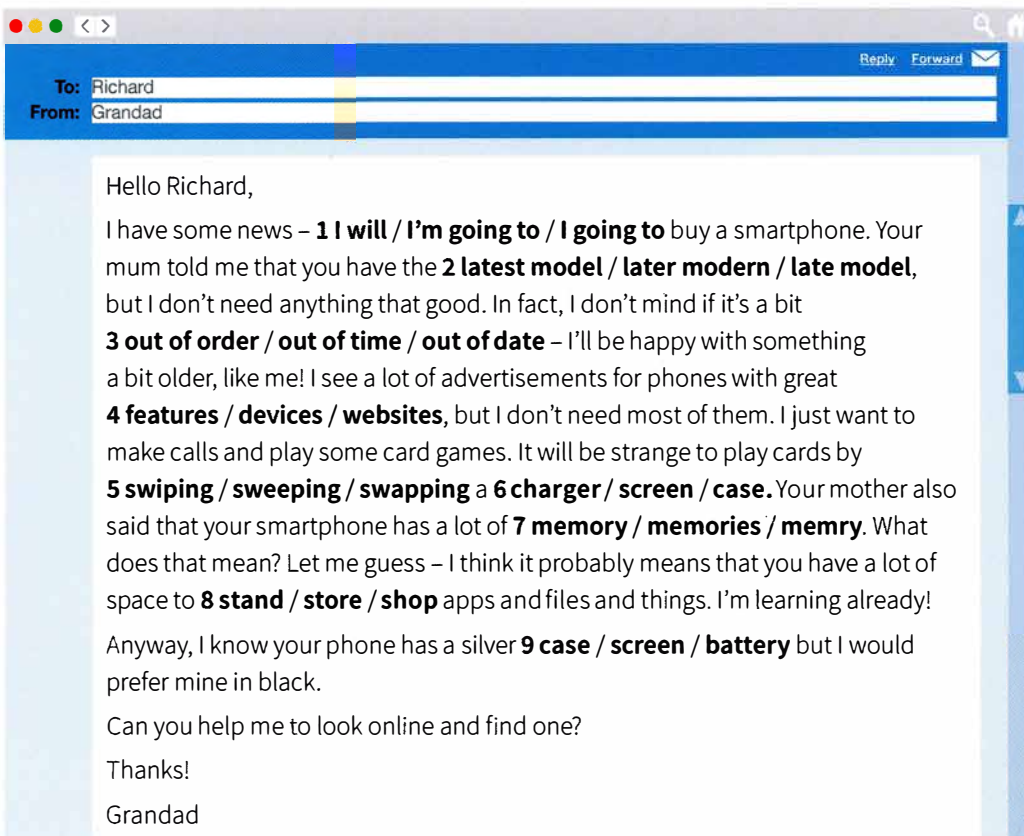 Reply Forward
To: Richard
From: Grandad
Hello Richard,
I have some news – 1 I will / I'm going to / I going to buy a smartphone. Your
mum told me that you have the 2 latest model / later modern / late model,
but I don't need anything that good. In fact, I don't mind if it's a bit
3 out of order / out of time / out of date – I'll be happy with something
a bit older, like me! I see a lot of advertisements for phones with great
4 features / devices / websites, but I don't need most of them. I just want to
make calls and play some card games. It will be strange to play cards by
5 swiping / sweeping / swapping a 6 charger / screen / case. Your mother also
said that your smartphone has a lot of 7 memory / memories / memry. What
does that mean? Let me guess – I think it probably means that you have a lot of
space to 8 stand / store / shop apps and files and things. I'm learning already!
Anyway, I know your phone has a silver 9 case / screen / battery but I would
prefer mine in black.
Can you help me to look online and find one?
Thanks!
Grandad